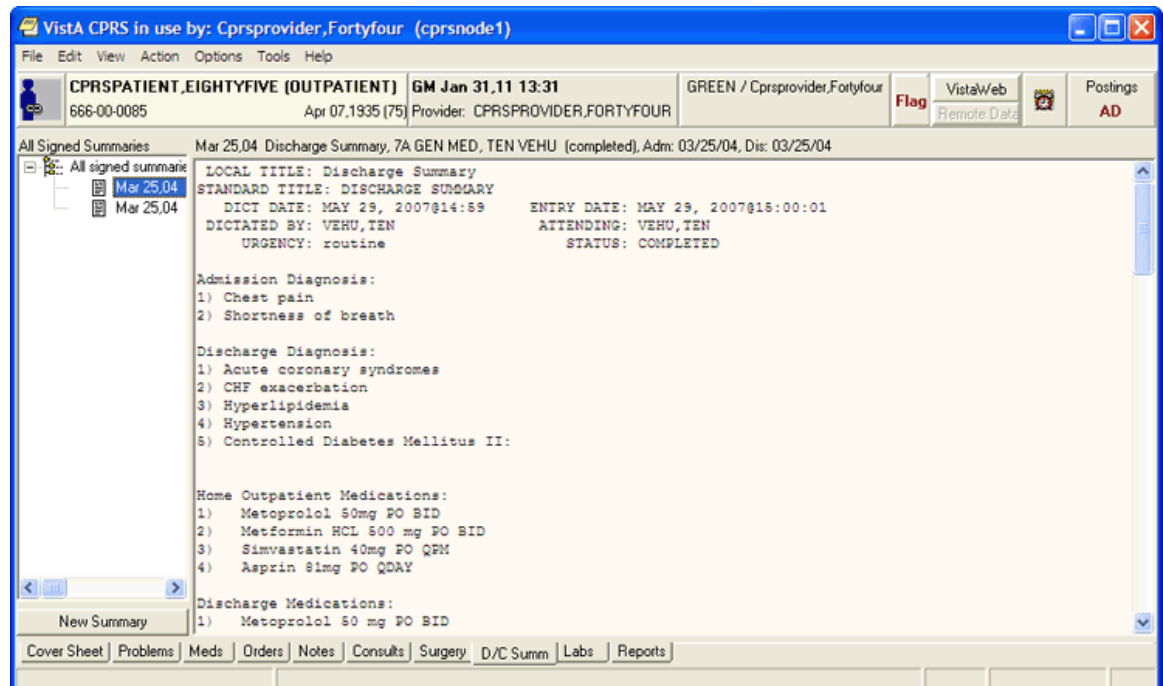 VistA CPRS in use by: Cprsprovider,Fortyfour (cprsnode1)
File Edit View Action Options Tools Help
CPRSPATIENT,EIGHTYFIVE (OUTPATIENT) GM Jan 31,11 13:31 GREEN / Cprsprovider,Fortyfour Flag VistaWeb Postings
666-00-0085 Apr 07,1935 (75) Provider: CPRSPROVIDER,FORTYFOUR Remote Data AD
All Signed Summaries Mar 25,04 Discharge Summary, 7A GEN MED, TEN VEHU (completed), Adm: 03/25/04, Dis: 03/25/04
All signed summarie
Mar 25,04
Mar 25,04
LOCAL TITLE: Discharge Summary
STANDARD TITLE: DISCHARGE SUMMARY
DICT DATE: MAY 29, 2007@14:59 ENTRY DATE: MAY 29, 2007@15:00:01
DICTATED BY: VEHU,TEN ATTENDING: VEHU,TEN
URGENCY: routine STATUS: COMPLETED
Admission Diagnosis:
1) Chest pain
2) Shortness of breath
Discharge Diagnosis:
1) Acute coronary syndromes
2) CHF exacerbation
3) Hyperlipidemia
4) Hypertension
5) Controlled Diabetes Mellitus II:
Home Outpatient Medications:
1) Metoprolol 50mg PO BID
2) Metformin HCL 500 mg PO BID
3) Simvastatin 40mg PO QPM
4) Asprin 81mg PO QDAY
Discharge Medications:
1) Metoprolol 50 mg PO BID
New Summary
Cover Sheet Problems Meds Orders Notes Consults Surgery D/C Summ Labs Reports